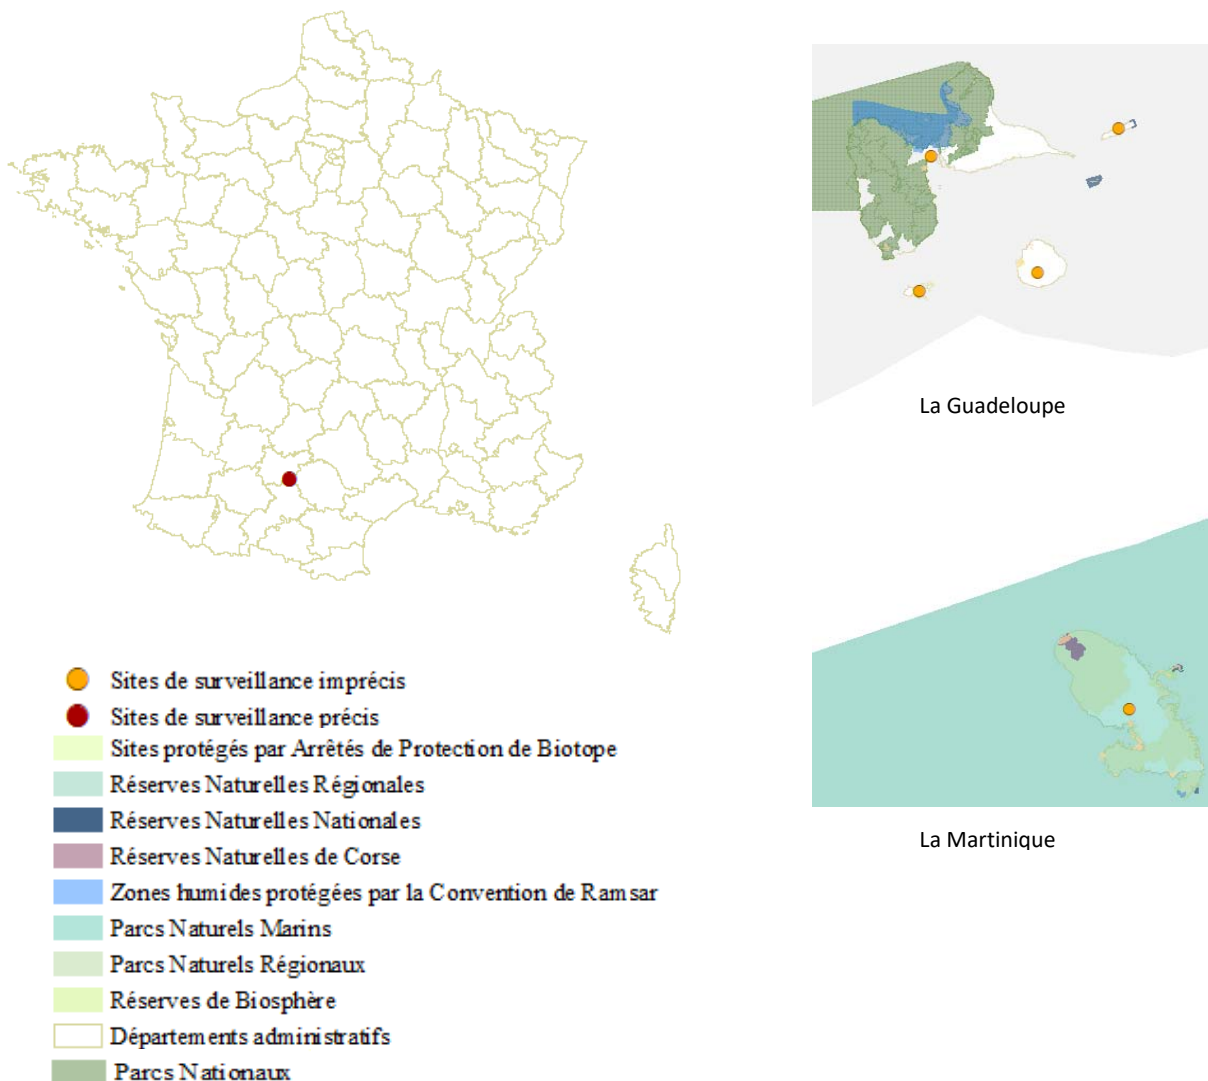 La Guadeloupe
La Martinique
Sites de surveillance imprécis
Sites de surveillance précis
Sites protégés par Arrêtés de Protection de Biotope
Réserves Naturelles Régionales
Réserves Naturelles Nationales
Réserves Naturelles de Corse
Zones humides protégées par la Convention de Ramsar
Parcs Naturels Marins
Parcs Naturels Régionaux
Réserves de Biosphère
Départements administratifs
Parcs Nationaux